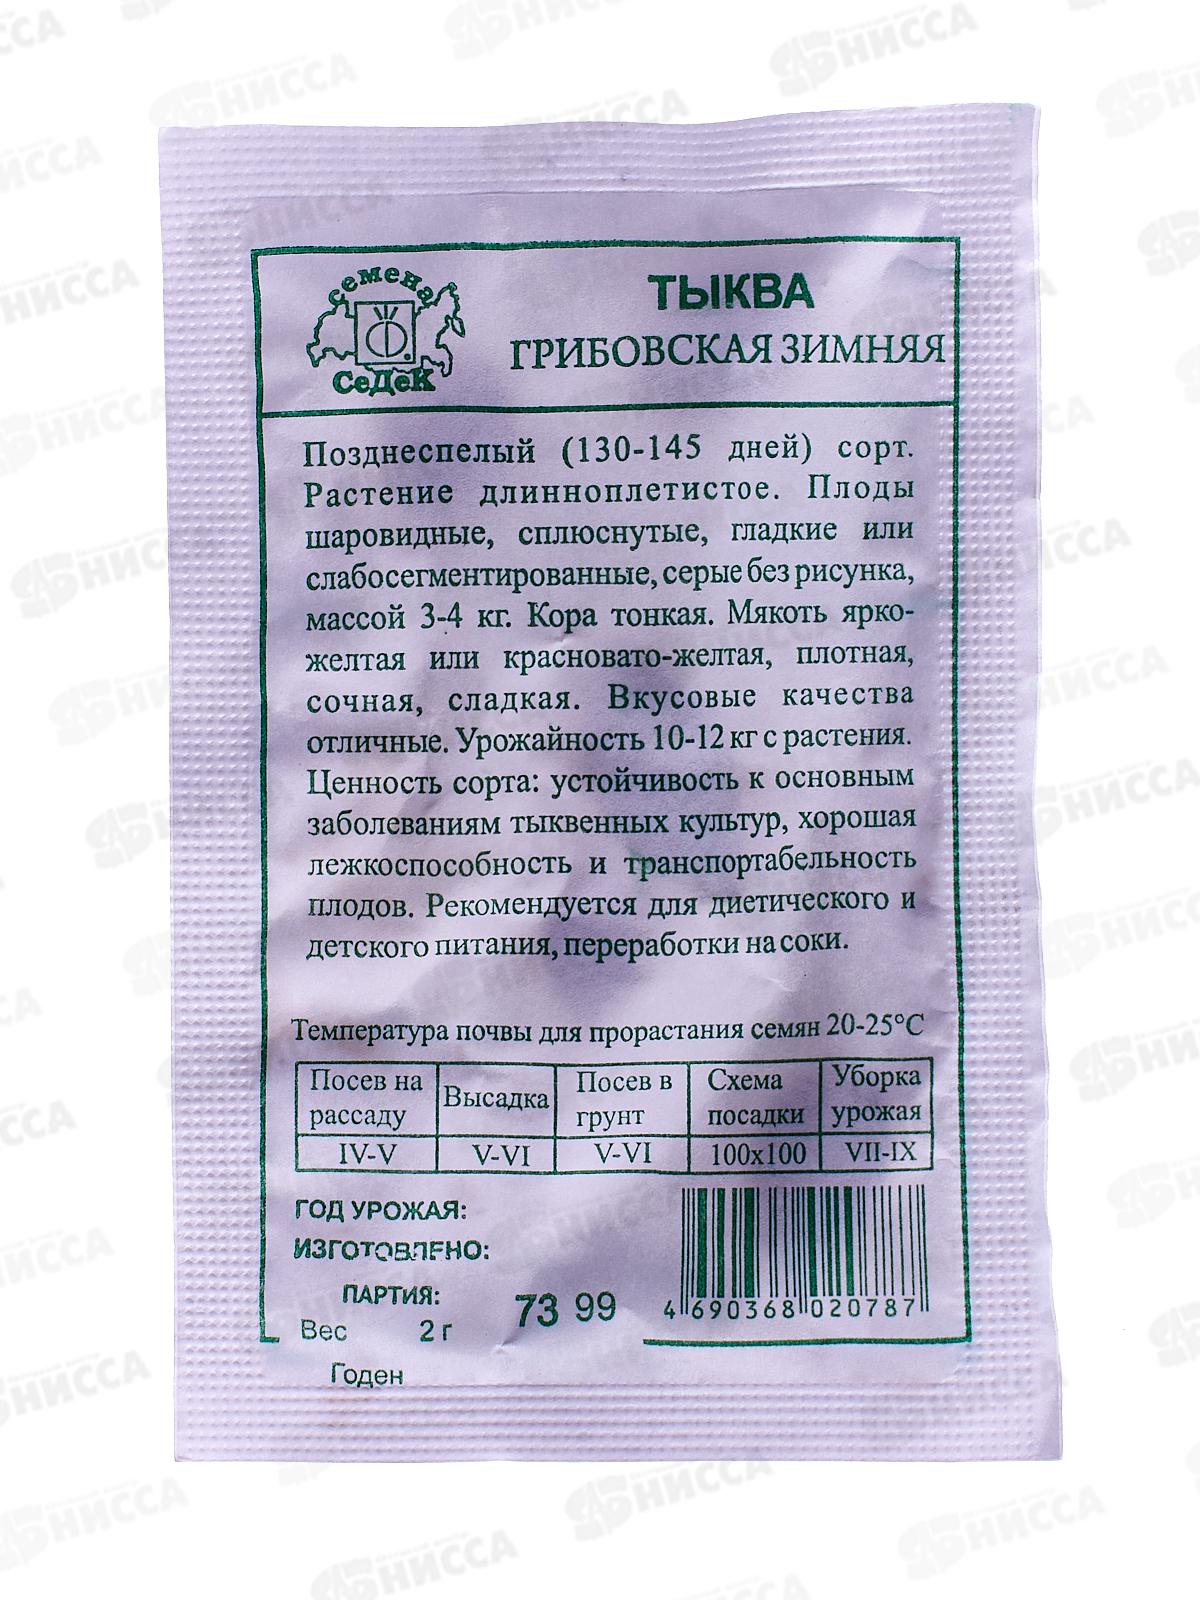 семена
СеДеК
ТЫКВА
ГРИБОВСКАЯ ЗИМНЯЯ
Позднеспелый (130-145 дней) сорт.
Растение длинноплетистое. Плоды
шаровидные, сплюснутые, гладкие или
слабосегментированные, серые без рисунка,
массой 3-4 кг. Кора тонкая. Мякоть ярко-
желтая или красновато-желтая, плотная,
сочная, сладкая. Вкусовые качества
отличные. Урожайность 10-12 кг с растения.
Ценность сорта: устойчивость к основным
заболеваниям тыквенных культур, хорошая
лежкоспособность и транспортабельность
плодов. Рекомендуется для диетического и
детского питания, переработки на соки.
Температура почвы для прорастания семян 20-25°С
Посев на рассаду
Высадка
Посев в грунт
Схема посадки
Уборка урожая
IV-V
V-VI
V-VI
100х100
VII-IX
ГОД УРОЖАЯ:
ИЗГОТОВЛЕНО:
ПАРТИЯ:
73 99
Вес 2 г
Годен
4 690368 020787